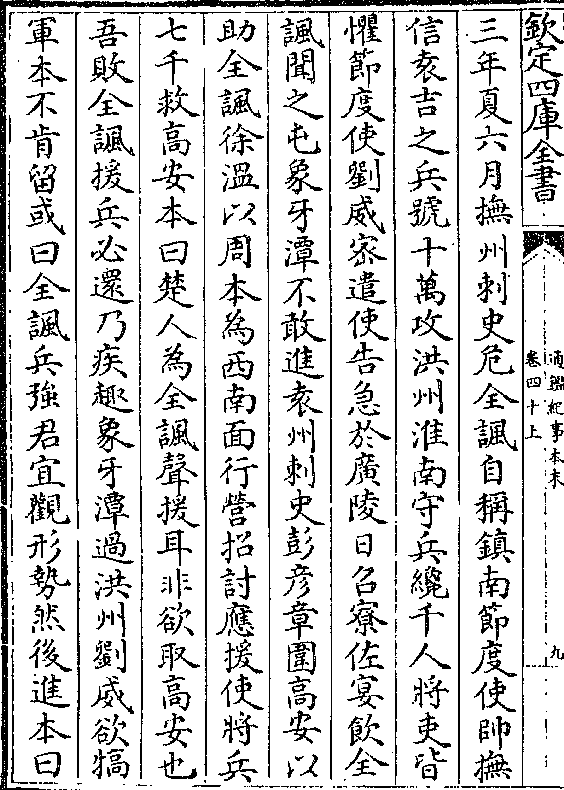 欽定四庫全書
通鑑紀事本末
卷四十上
九
三年夏六月撫州刺史危全諷自稱鎮南節度使帥撫
信袁吉之兵號十萬攻洪州淮南守兵纔千人將吏皆
懼節度使劉威密遣使告急於廣陵日召寮佐宴飲全
諷聞之屯象牙潭不敢進袁州刺史彭彥章圍高安以
助全諷徐溫以周本為西南面行營招討應援使將兵
七千救高安本曰楚人為全諷聲援耳非欲取高安也
吾敗全諷援兵必還乃疾趣象牙潭過洪州劉威欲犒
軍本不肯留或曰全諷兵強君宜觀形勢然後進本曰